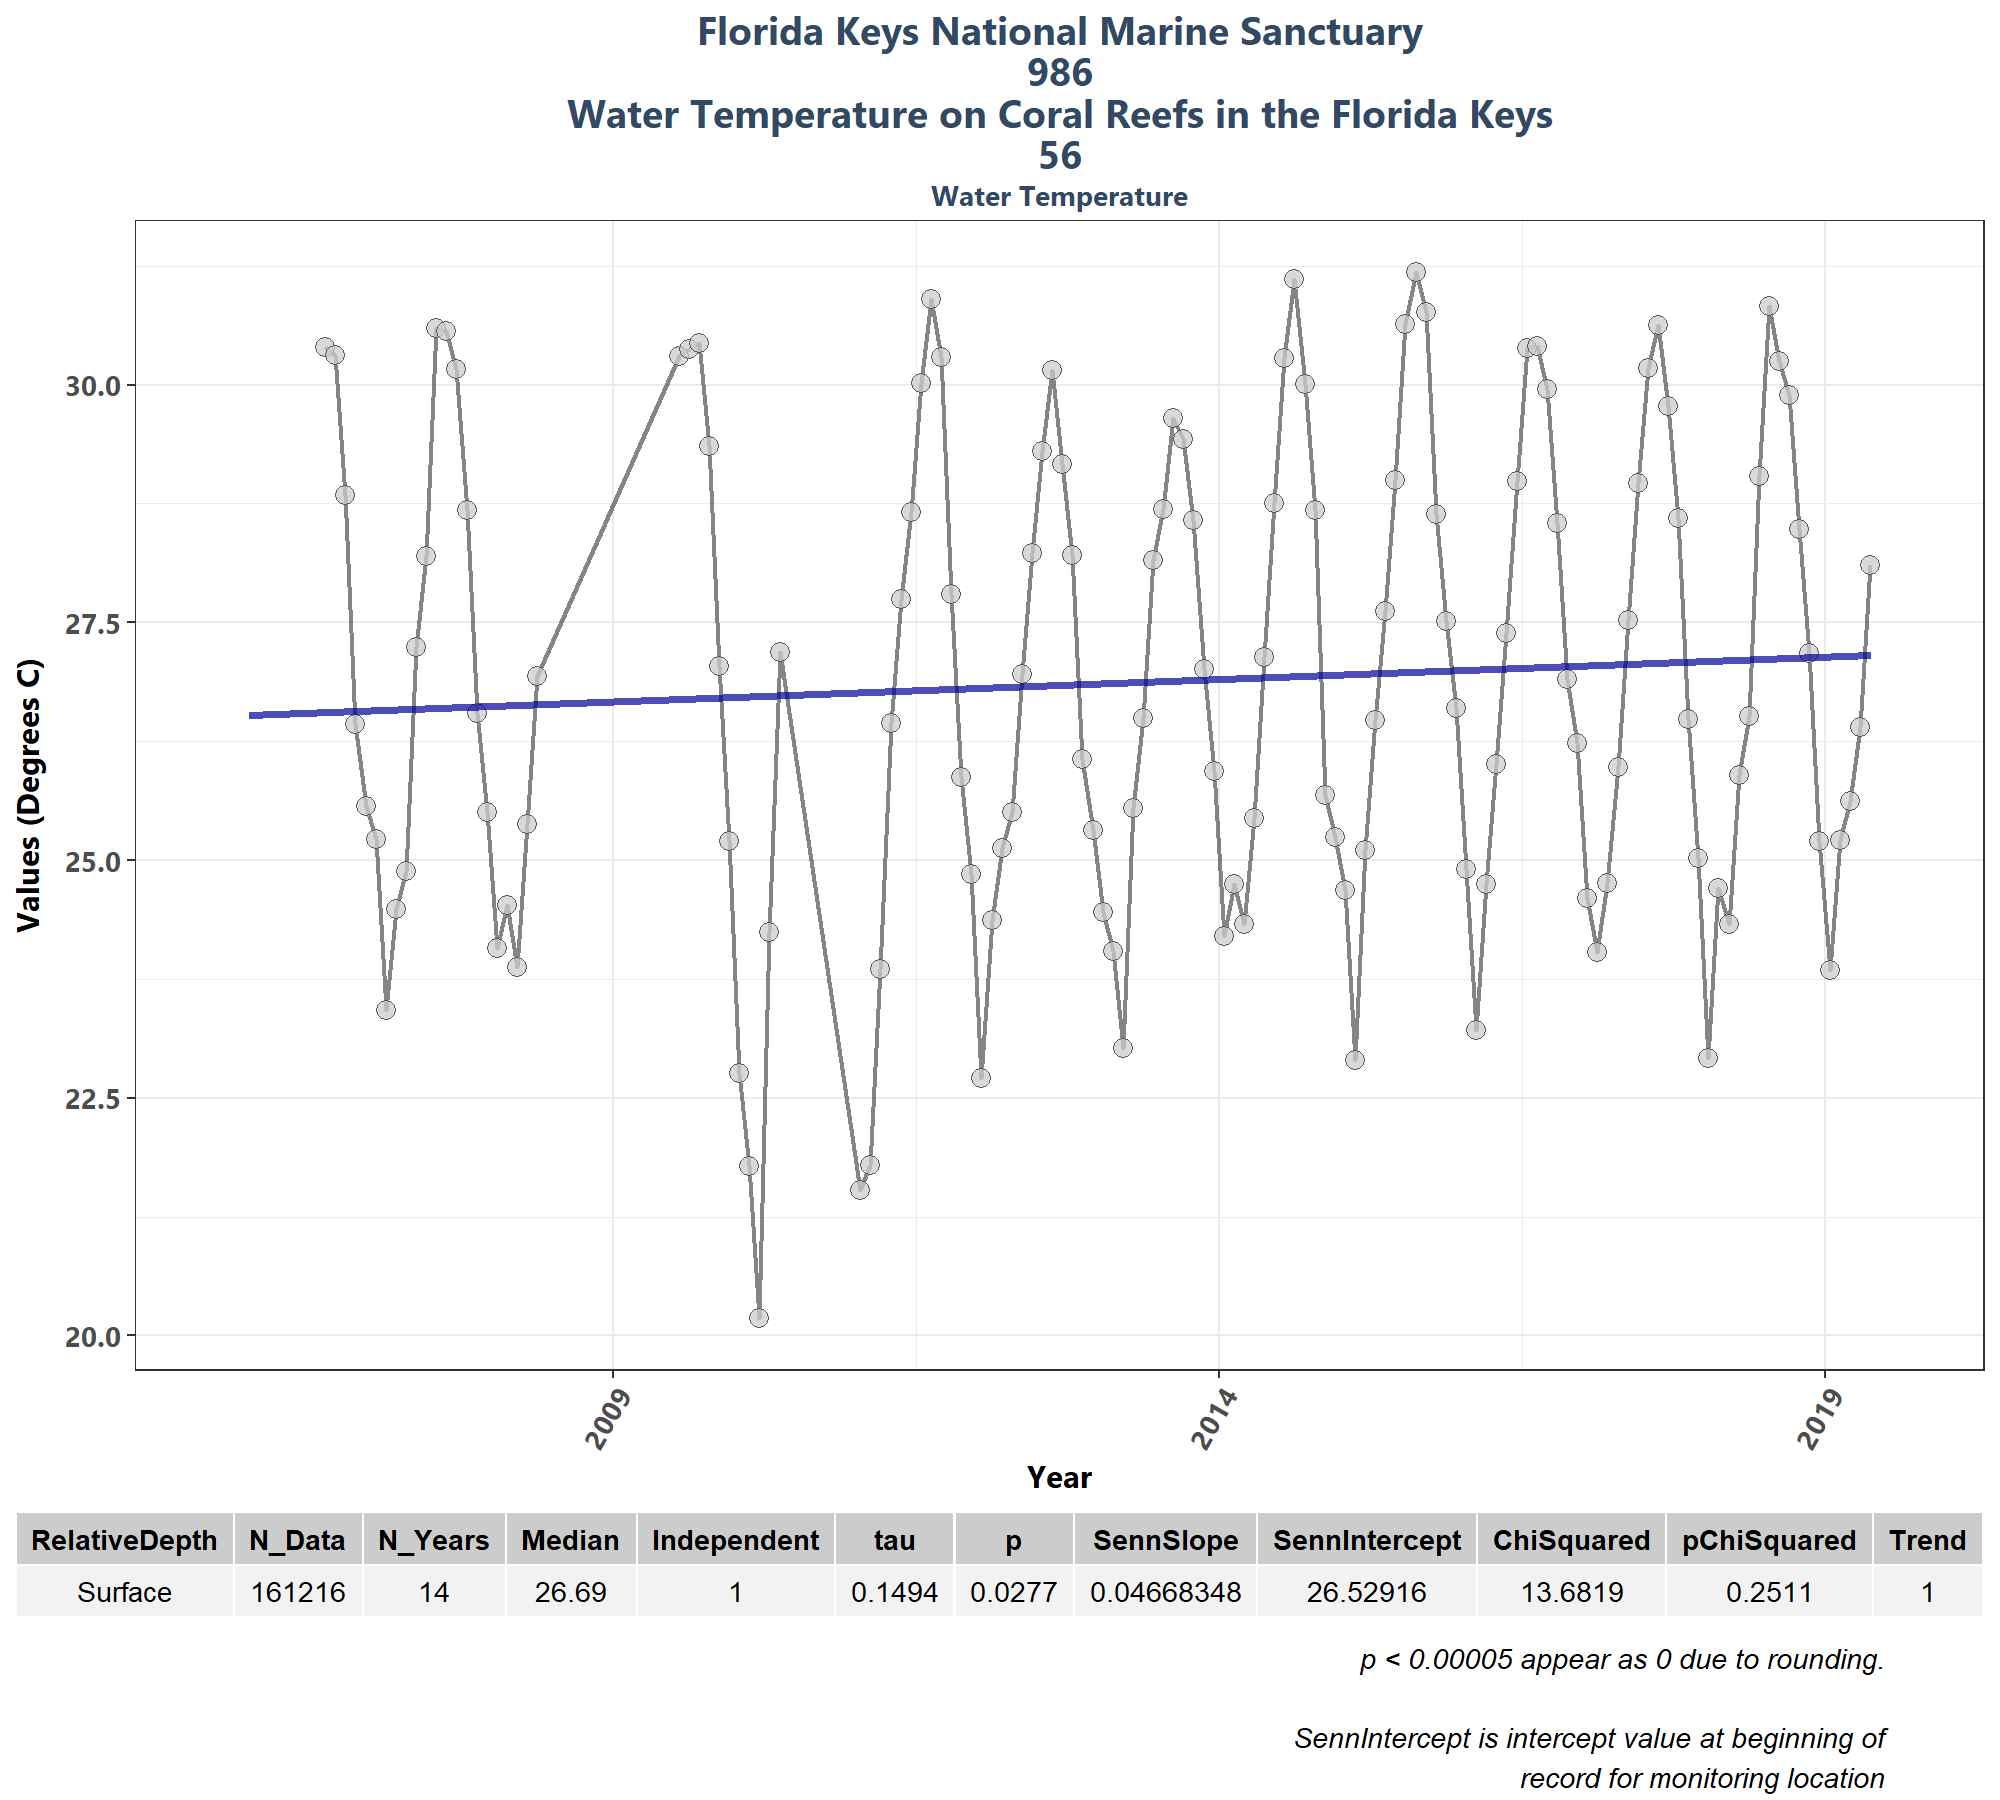 Florida Keys National Marine Sanctuary
986
Water Temperature on Coral Reefs in the Florida Keys
56
Water Temperature
Values (Degrees C)
30.0
27.5
25.0
22.5
20.0
2009 2014 2019
Year
RelativeDepth N_Data N_Years Median Independent tau p SennSlope SennIntercept ChiSquared pChiSquared Trend
Surface 161216 14 26.69 1 0.1494 0.0277 0.04668348 26.52916 13.6819 0.2511 1
p < 0.00005 appear as 0 due to rounding.
SennIntercept is intercept value at beginning of
record for monitoring location